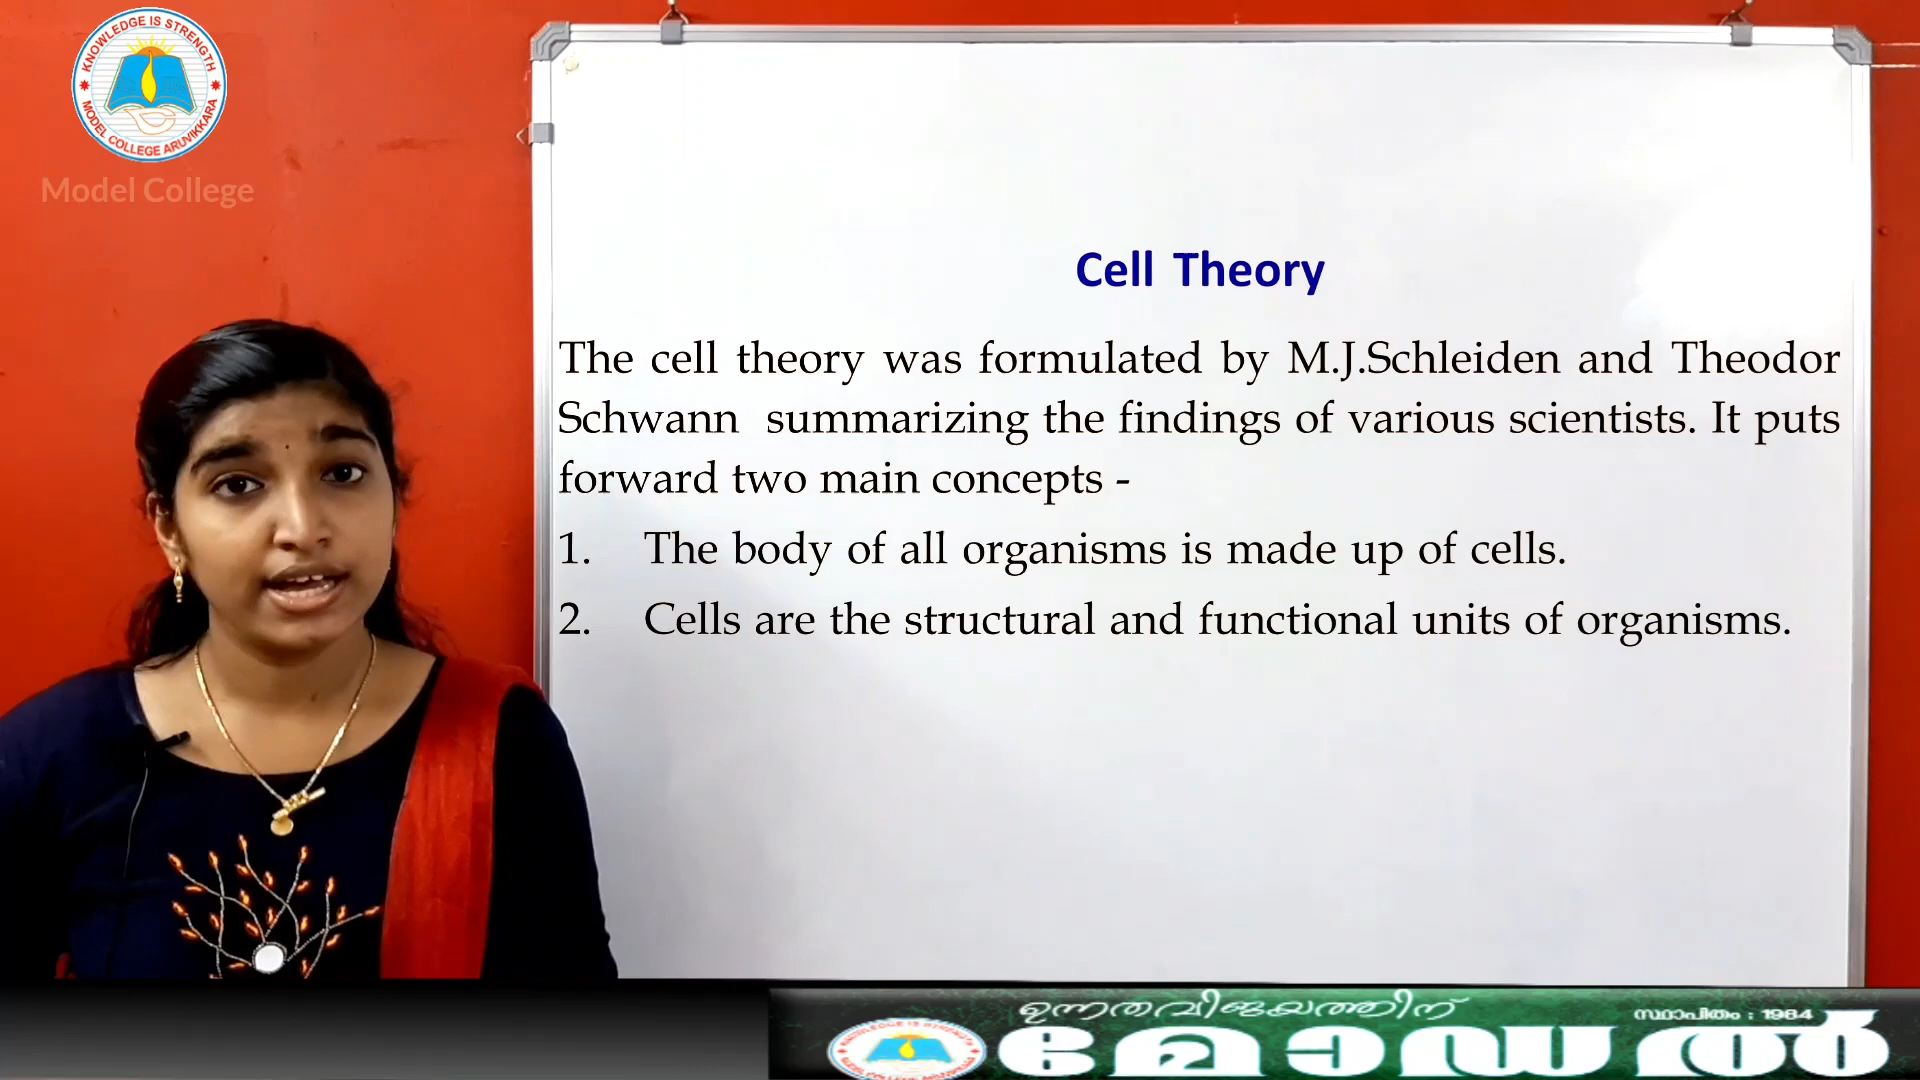 KNOWLEDGE IS STRENGTH
MODEL COLLEGE ARUVIKKARA
Model College
Cell Theory
The cell theory was formulated by M.J.Schleiden and Theodor
Schwann summarizing the findings of various scientists. It puts
forward two main concepts -
1. The body of all organisms is made up of cells.
2. Cells are the structural and functional units of organisms.
ഉന്നതവിജയത്തിന്
സ്ഥാപിതം : 1984
KNOWLEDGE IS STRENGTH
മോഡൽ